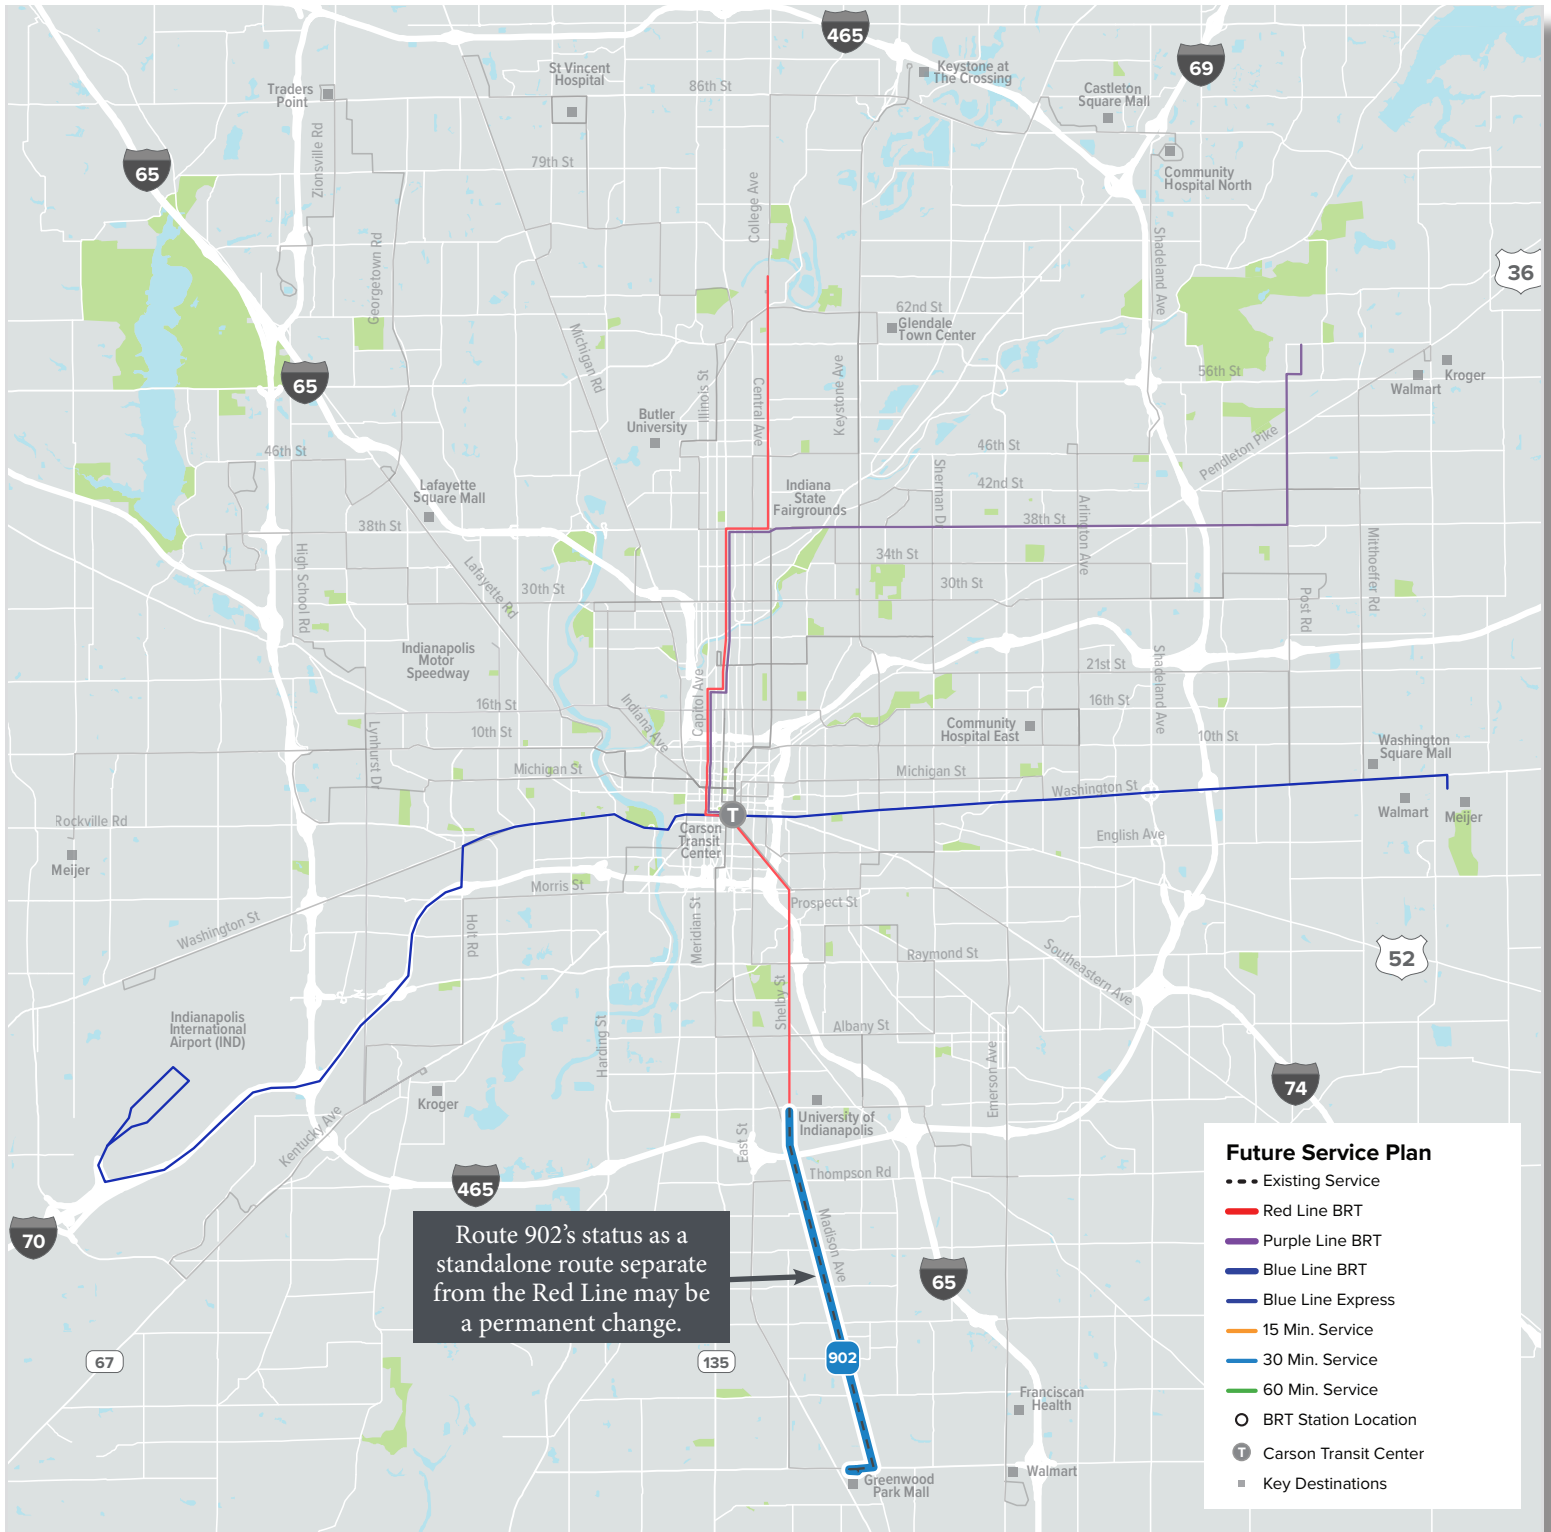 465
69
St Vincent
Hospital
86th St
Keystone at
The Crossing
Traders
Point
Castleton
Square Mall
Zionsville Rd
79th St
65
Community
Hospital North
College Ave
Georgetown Rd
Shadeland Ave
36
62nd St
Glendale
Town Center
Michigan Rd
65
Illinois St
Central Ave
Keystone Ave
56th St
Walmart
Kroger
Butler
University
46th St
46th St
Pendleton Pike
Lafayette
Square Mall
Indiana
State
Fairgrounds
Sherman Dr
42nd St
Arlington Ave
38th St
38th St
High School Rd
Lafayette Rd
30th St
34th St
30th St
Mitthoeffer Rd
Post Rd
Indianapolis
Motor
Speedway
21st St
Shadeland Ave
16th St
16th St
Capitol Ave
Indiana Ave
Lynhurst Dr
10th St
Community
Hospital East
10th St
Washington
Square Mall
Michigan St
Michigan St
Washington St
Walmart
Meijer
Rockville Rd
T
Carson
Transit
Center
English Ave
Meijer
Morris St
Prospect St
Washington St
Holt Rd
Meridian St
Raymond St
Southeastern Ave
52
Shelby St
Indianapolis
International
Airport (IND)
Harding St
Albany St
Emerson Ave
74
Kroger
University of
Indianapolis
Kentucky Ave
East St
Thompson Rd
465
70
Madison Ave
65
Route 902’s status as a
standalone route separate
from the Red Line may be
a permanent change.
67
135
902
Franciscan
Health
Greenwood
Park Mall
Walmart
Future Service Plan
Existing Service
Red Line BRT
Purple Line BRT
Blue Line BRT
Blue Line Express
15 Min. Service
30 Min. Service
60 Min. Service
BRT Station Location
T Carson Transit Center
Key Destinations